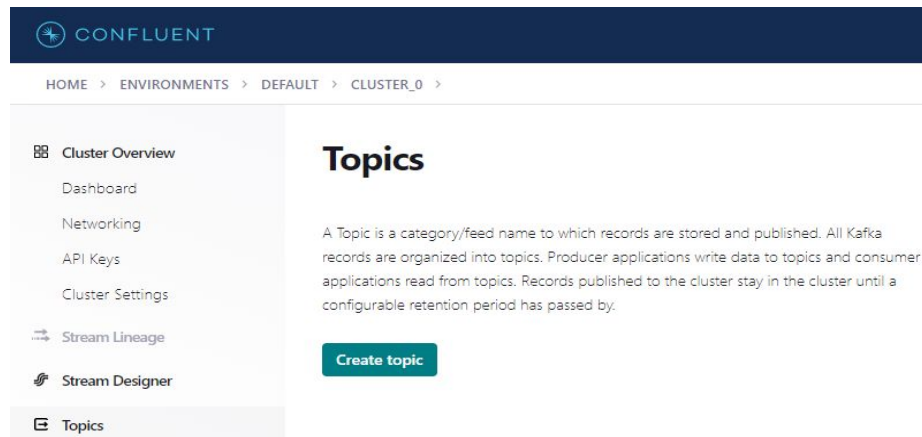 CONFLUENT
HOME > ENVIRONMENTS > DEFAULT > CLUSTER_0 >
Cluster Overview
Dashboard
Networking
API Keys
Cluster Settings
Stream Lineage
Stream Designer
Topics
Topics
A Topic is a category/feed name to which records are stored and published. All Kafka
records are organized into topics. Producer applications write data to topics and consumer
applications read from topics. Records published to the cluster stay in the cluster until a
configurable retention period has passed by.
Create topic